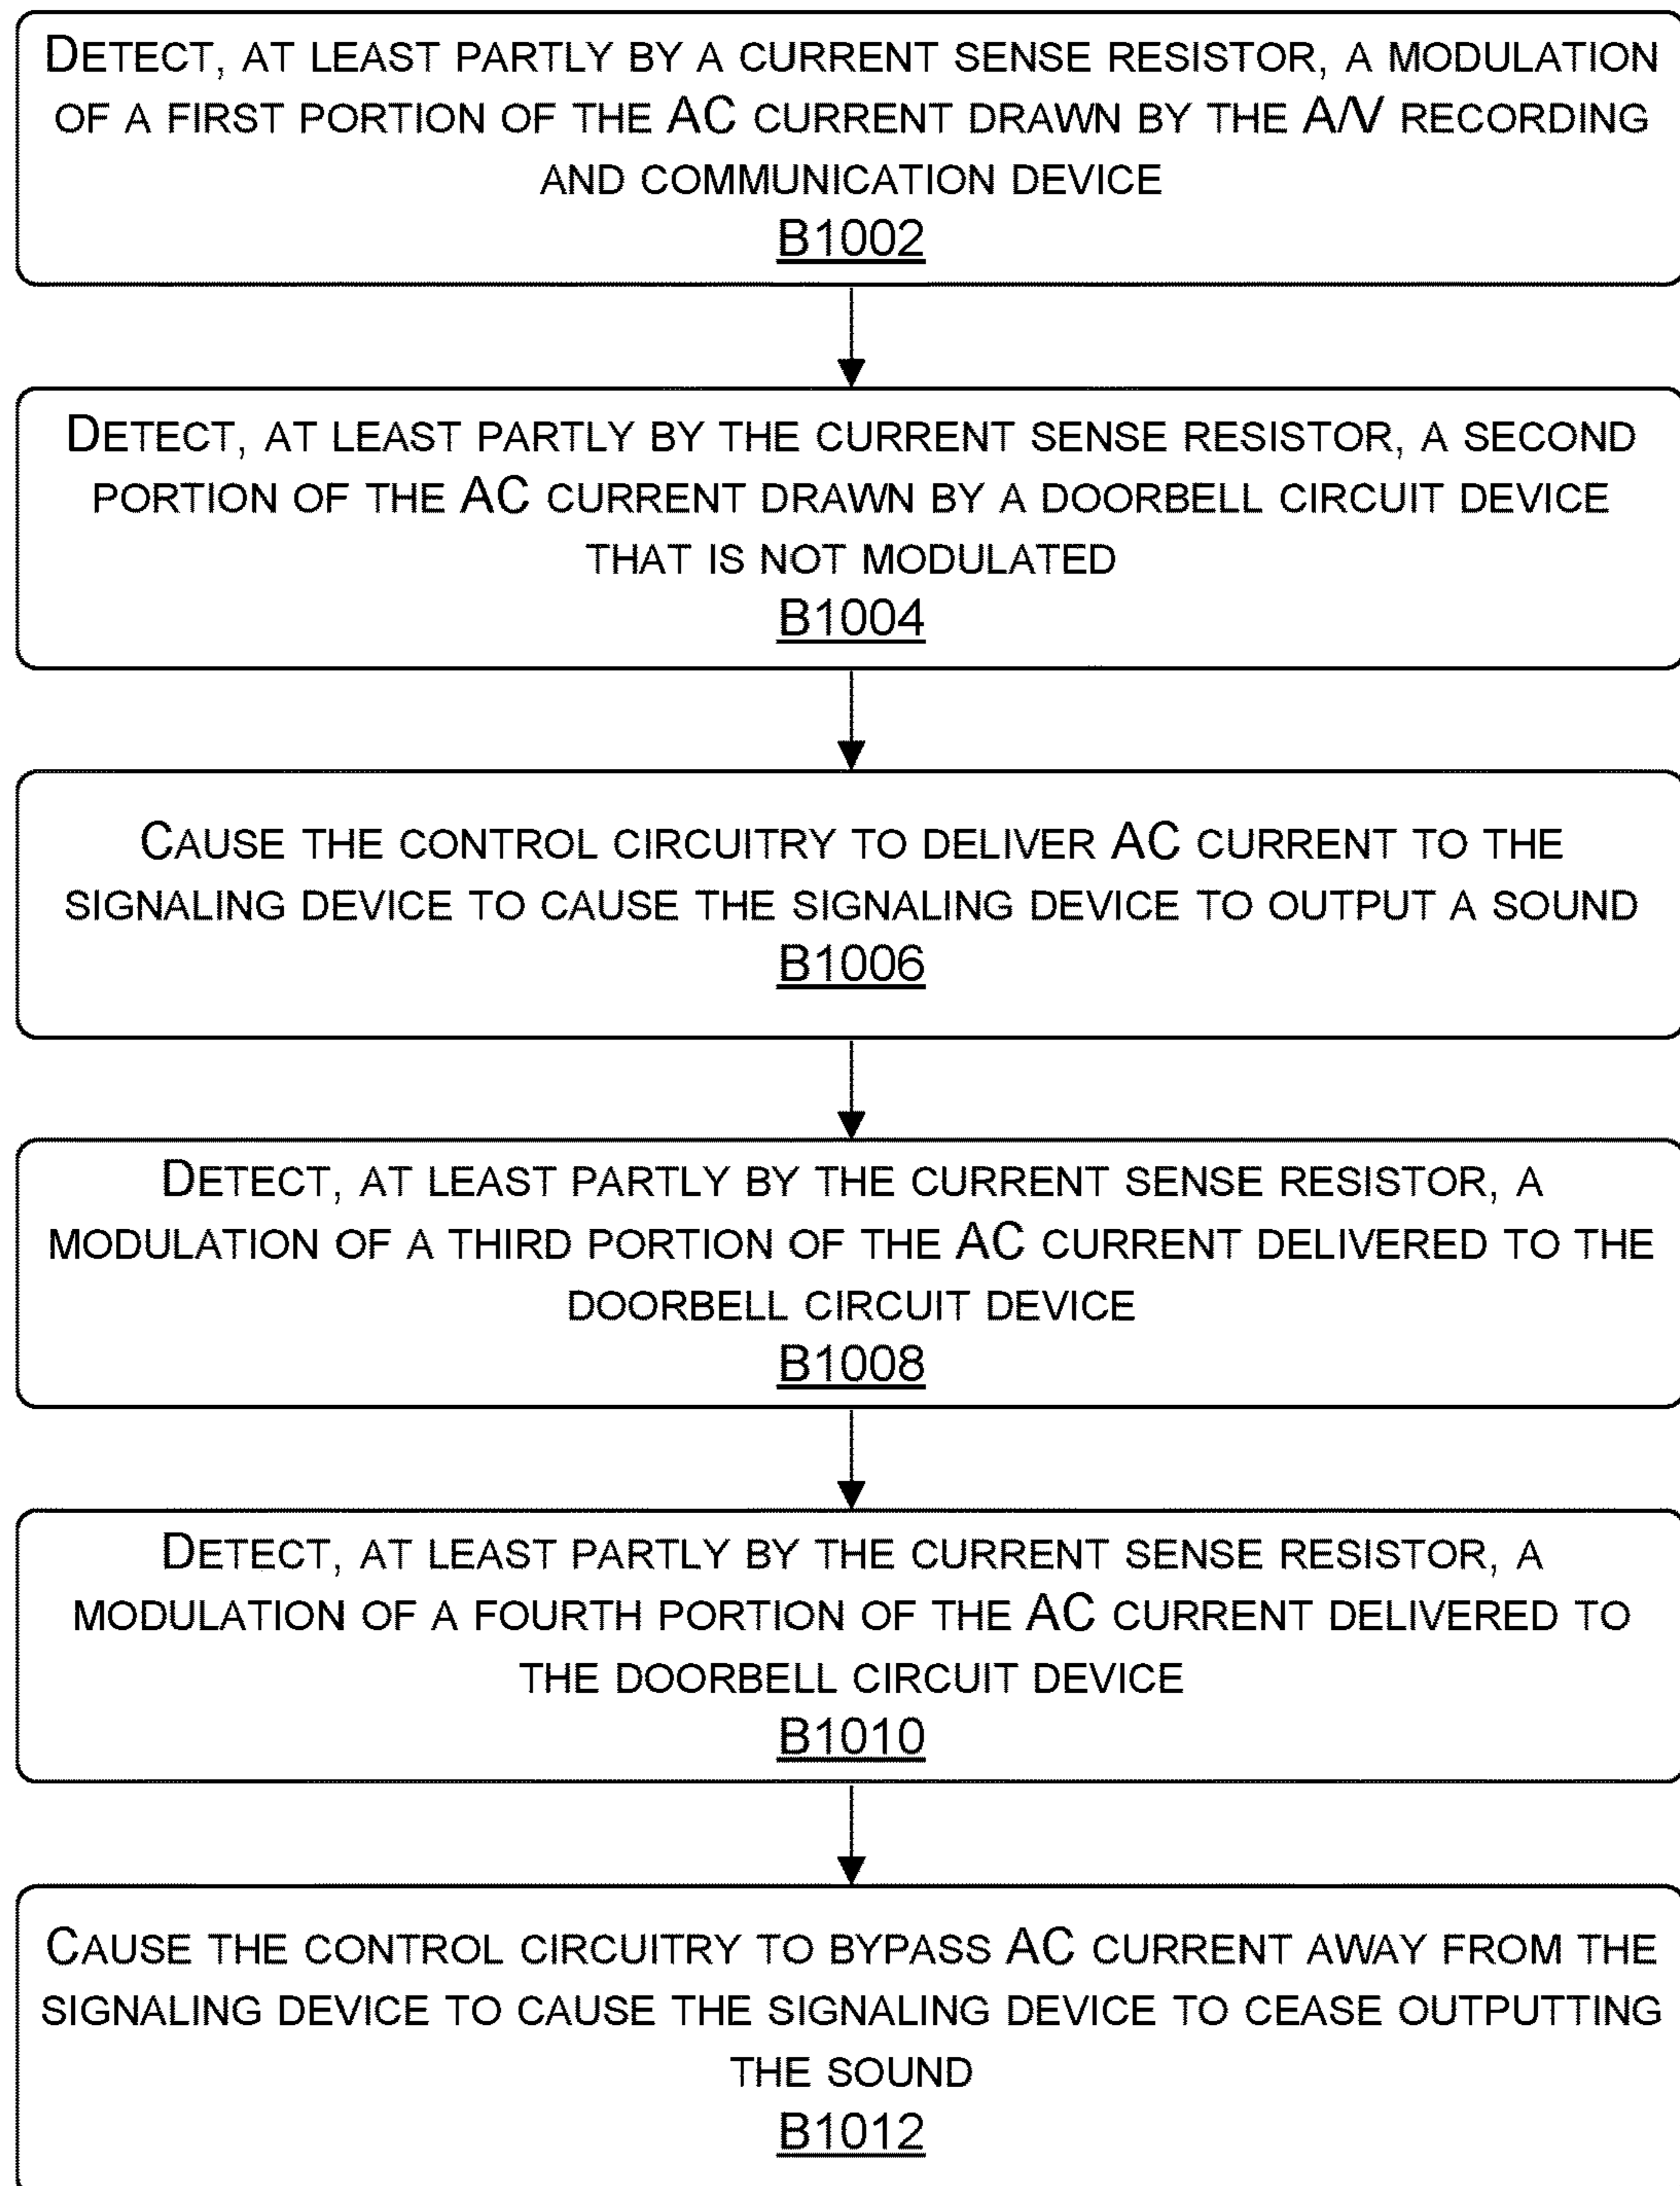 DETECT, AT LEAST PARTLY BY A CURRENT SENSE RESISTOR, A MODULATION
OF A FIRST PORTION OF THE AC CURRENT DRAWN BY THE A/V RECORDING
AND COMMUNICATION DEVICE
B1002
DETECT, AT LEAST PARTLY BY THE CURRENT SENSE RESISTOR, A SECOND
PORTION OF THE AC CURRENT DRAWN BY A DOORBELL CIRCUIT DEVICE
THAT IS NOT MODULATED
B1004
CAUSE THE CONTROL CIRCUITRY TO DELIVER AC CURRENT TO THE
SIGNALING DEVICE TO CAUSE THE SIGNALING DEVICE TO OUTPUT A SOUND
B1006
DETECT, AT LEAST PARTLY BY THE CURRENT SENSE RESISTOR, A
MODULATION OF A THIRD PORTION OF THE AC CURRENT DELIVERED TO THE
DOORBELL CIRCUIT DEVICE
B1008
DETECT, AT LEAST PARTLY BY THE CURRENT SENSE RESISTOR, A
MODULATION OF A FOURTH PORTION OF THE AC CURRENT DELIVERED TO
THE DOORBELL CIRCUIT DEVICE
B1010
CAUSE THE CONTROL CIRCUITRY TO BYPASS AC CURRENT AWAY FROM THE
SIGNALING DEVICE TO CAUSE THE SIGNALING DEVICE TO CEASE OUTPUTTING
THE SOUND
B1012